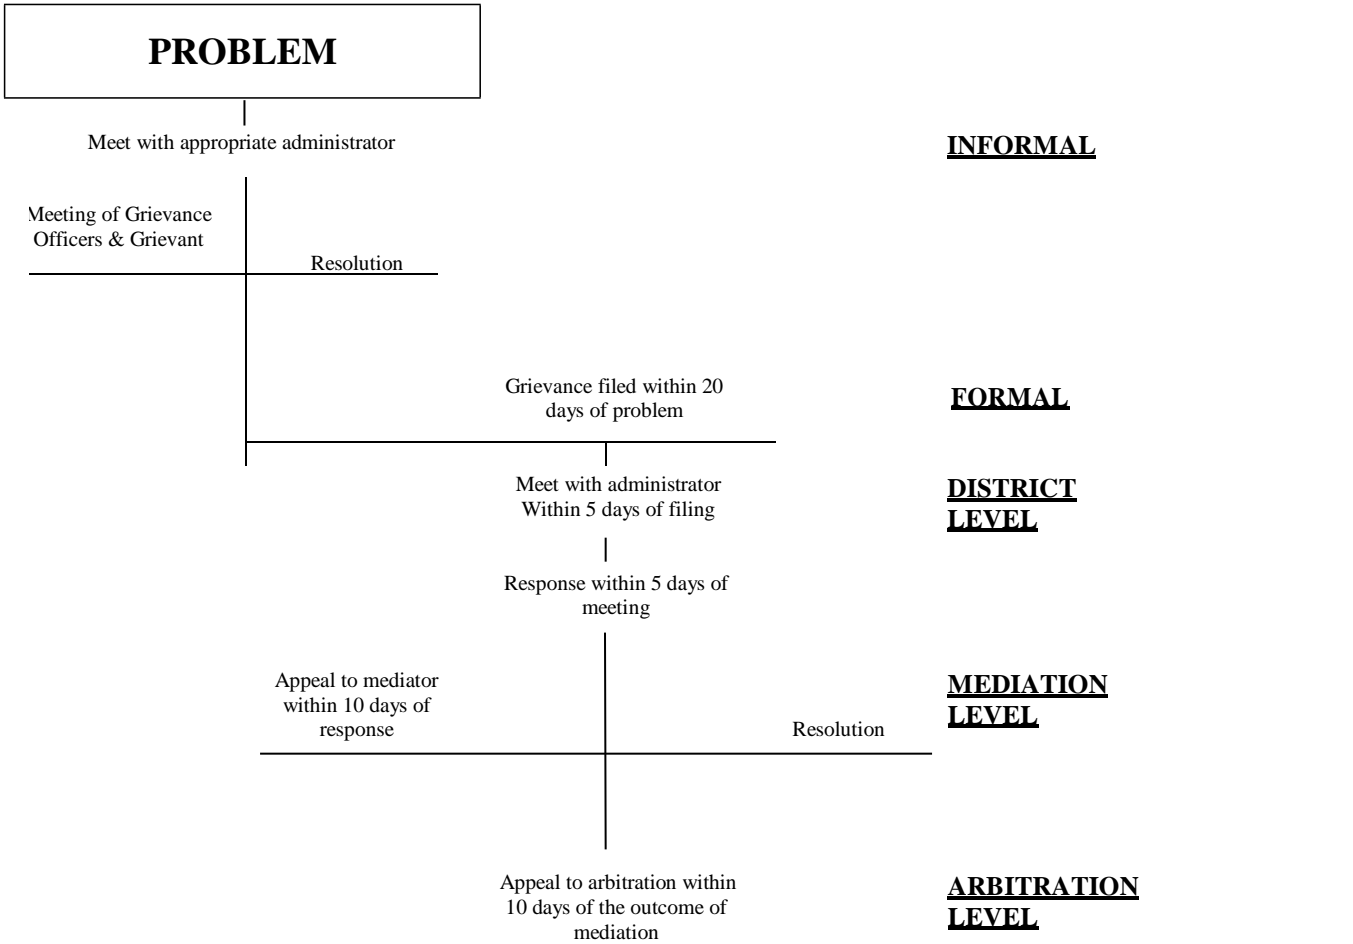 PROBLEM
Meet with appropriate administrator
INFORMAL
Meeting of Grievance
Officers & Grievant
Resolution
Grievance filed within 20
days of problem
FORMAL
Meet with administrator
Within 5 days of filing
DISTRICT
LEVEL
Response within 5 days of
meeting
Appeal to mediator
within 10 days of
response
Resolution
MEDIATION
LEVEL
Appeal to arbitration within
10 days of the outcome of
mediation
ARBITRATION
LEVEL